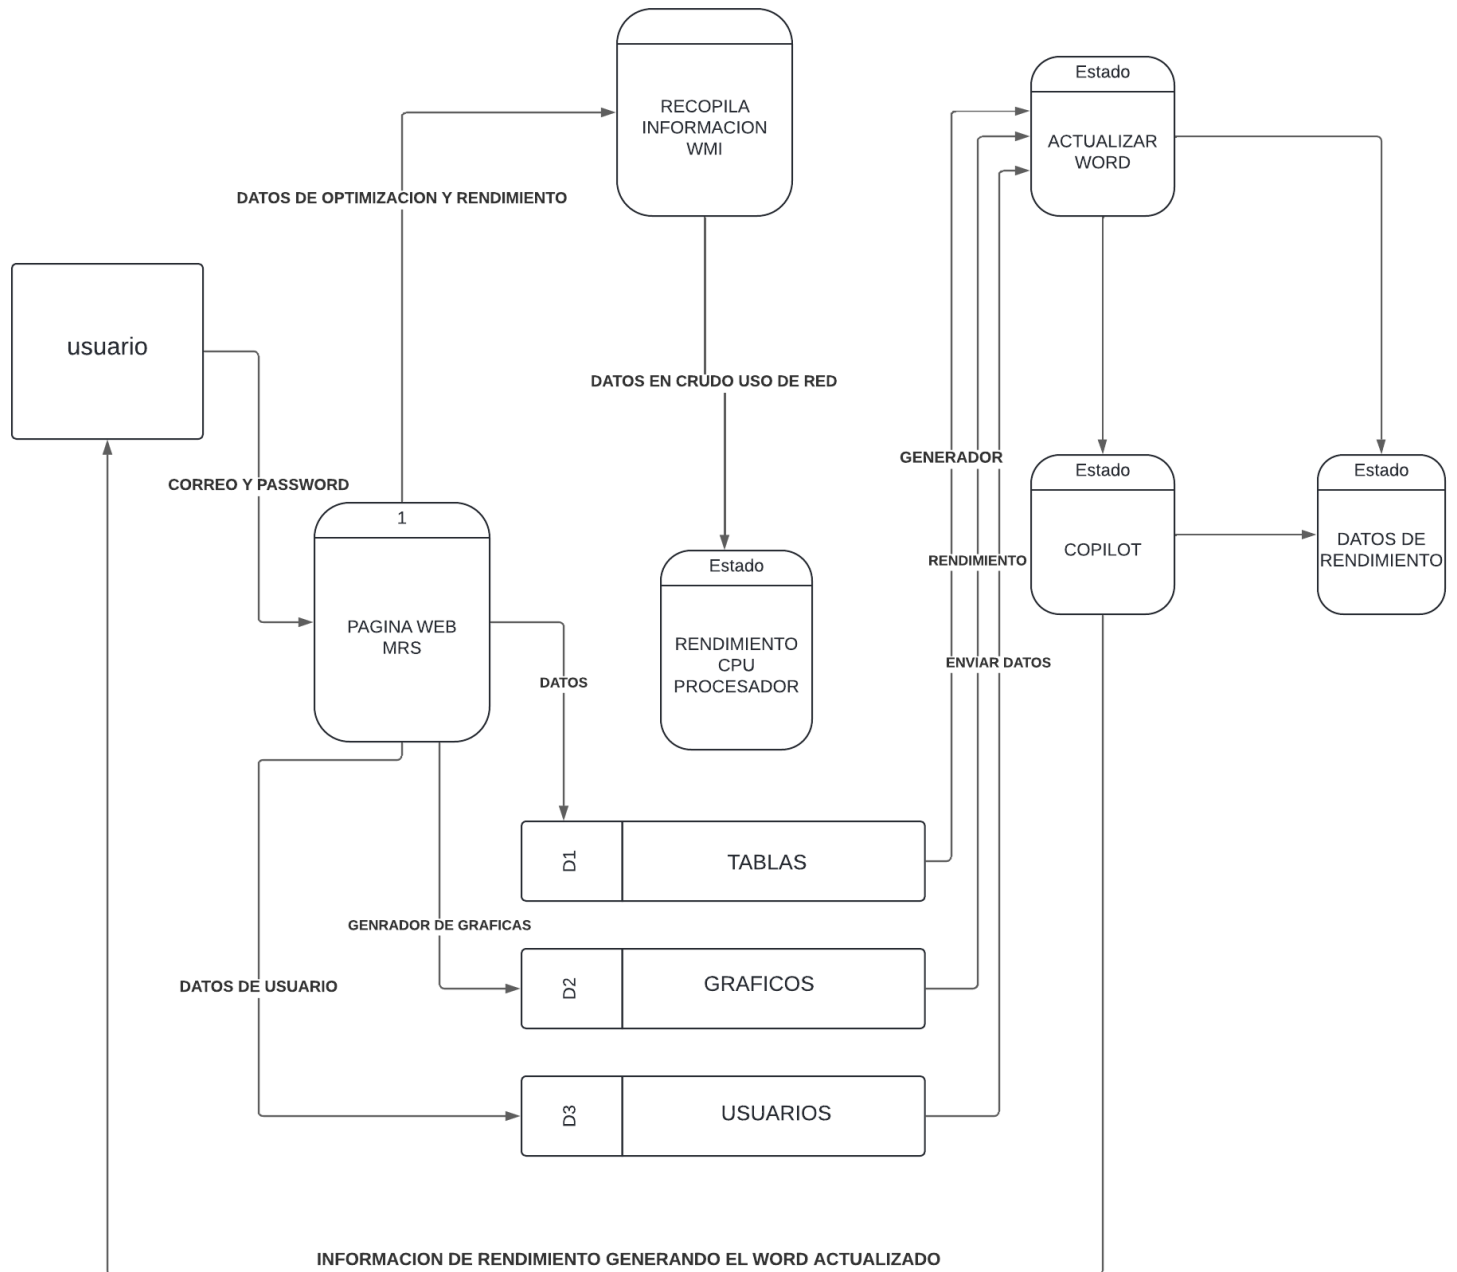 RECOPILA
INFORMACION
WMI
Estado
ACTUALIZAR
WORD
DATOS DE OPTIMIZACION Y RENDIMIENTO
usuario
DATOS EN CRUDO USO DE RED
GENERADOR
Estado
COPILOT
Estado
DATOS DE
RENDIMIENTO
CORREO Y PASSWORD
1
PAGINA WEB
MRS
Estado
RENDIMIENTO
CPU
PROCESADOR
RENDIMIENTO
ENVIAR DATOS
DATOS
D1
TABLAS
GENRADOR DE GRAFICAS
D2
GRAFICOS
DATOS DE USUARIO
D3
USUARIOS
INFORMACION DE RENDIMIENTO GENERANDO EL WORD ACTUALIZADO